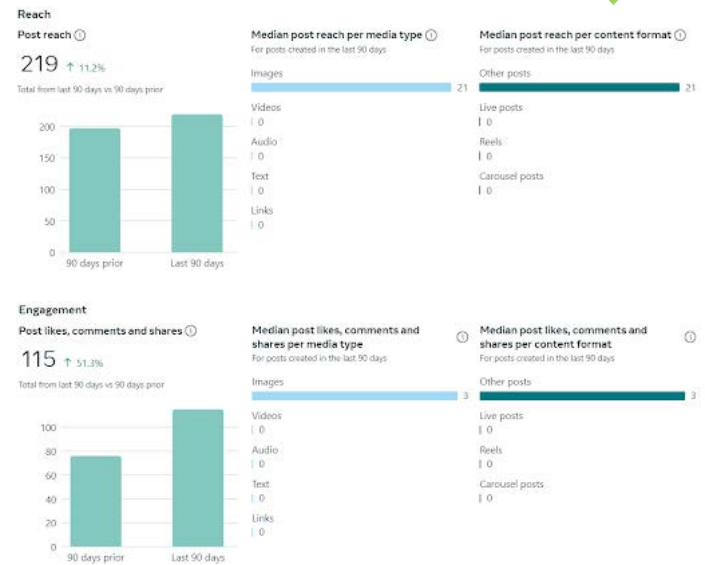 Reach
Post reach
219 ↑ 11.2%
Total from last 90 days vs 90 days prior
200
150
100
50
0
90 days prior
Last 90 days
Median post reach per media type
For posts created in the last 90 days
Images
21
Videos
0
Audio
0
Text
0
Links
0
Median post reach per content format
For posts created in the last 90 days
Other posts
21
Live posts
0
Reels
0
Carousel posts
0
Engagement
Post likes, comments and shares
115 ↑ 51.3%
Total from last 90 days vs 90 days prior
100
80
60
40
20
0
90 days prior
Last 90 days
Median post likes, comments and
shares per media type
For posts created in the last 90 days
Images
3
Videos
0
Audio
0
Text
0
Links
0
Median post likes, comments and
shares per content format
For posts created in the last 90 days
Other posts
3
Live posts
0
Reels
0
Carousel posts
0